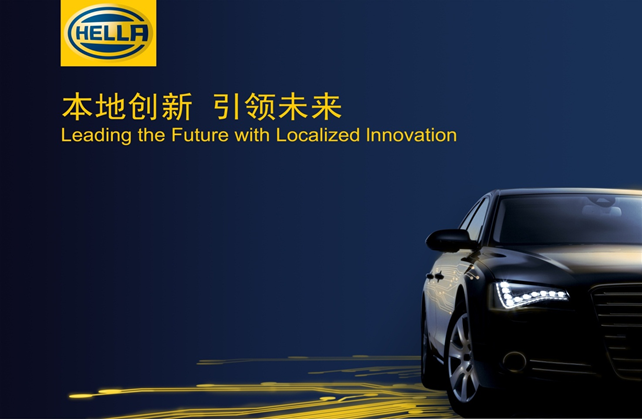 HELLA
本地创新 引领未来
Leading the Future with Localized Innovation